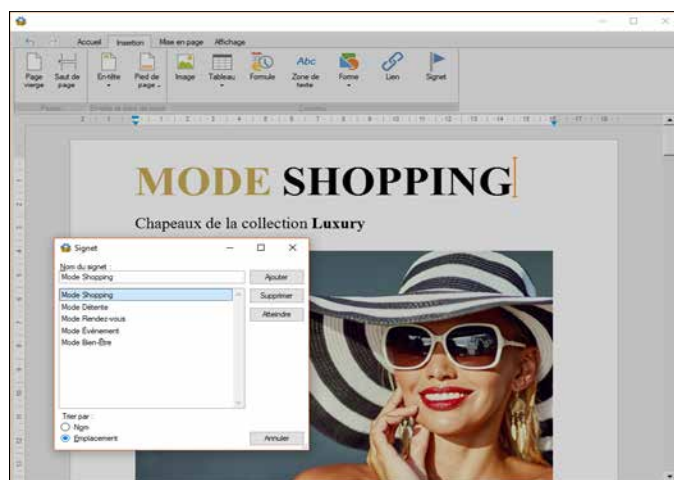 Accueil Insertion Mise en page Affichage
Page vierge
Saut de page
En-tête
Pied de page
Image
Tableau
Formule
Abc
Zone de texte
Forme
Lien
Signet
MODE SHOPPING
Chapeaux de la collection Luxury
Signet
Nom du signet :
Mode Shopping
Ajouter
Mode Shopping
Mode Détente
Mode Rendez-vous
Mode Événement
Mode Bien-Être
Supprimer
Atteindre
Trier par :
Nom
Emplacement
Annuler